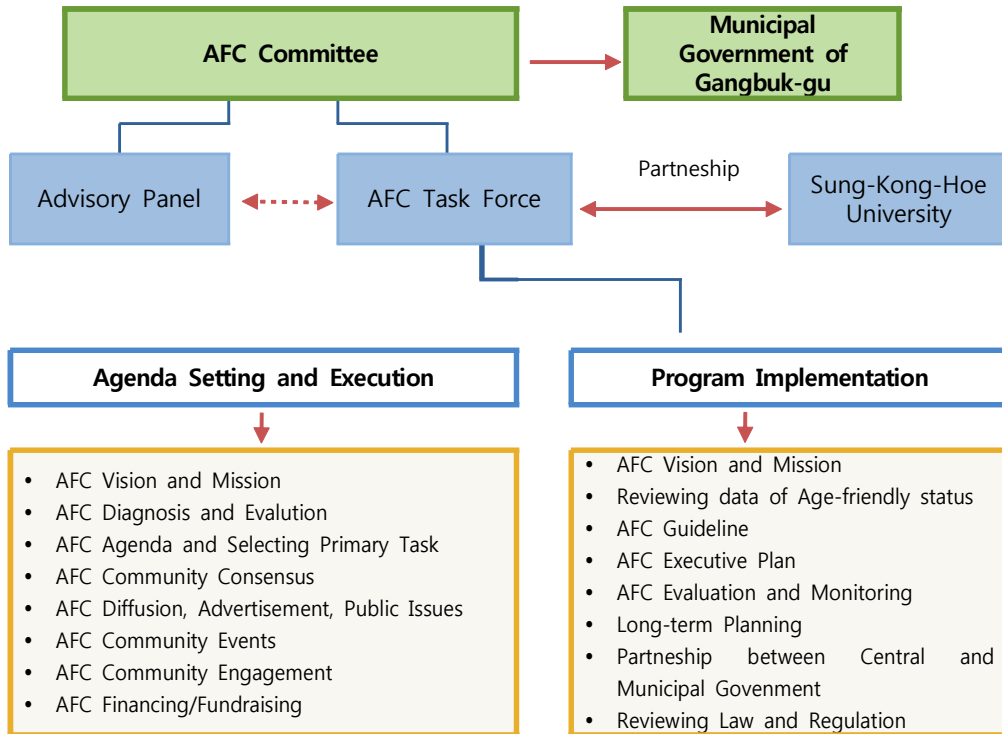 AFC Committee
Municipal
Government of
Gangbuk-gu
Advisory Panel
AFC Task Force
Partneship
Sung-Kong-Hoe
University
Agenda Setting and Execution
Program Implementation
• AFC Vision and Mission
• AFC Diagnosis and Evalution
• AFC Agenda and Selecting Primary Task
• AFC Community Consensus
• AFC Diffusion, Advertisement, Public Issues
• AFC Community Events
• AFC Community Engagement
• AFC Financing/Fundraising
• AFC Vision and Mission
• Reviewing data of Age-friendly status
• AFC Guideline
• AFC Executive Plan
• AFC Evaluation and Monitoring
• Long-term Planning
• Partneship between Central and
Municipal Govenment
• Reviewing Law and Regulation